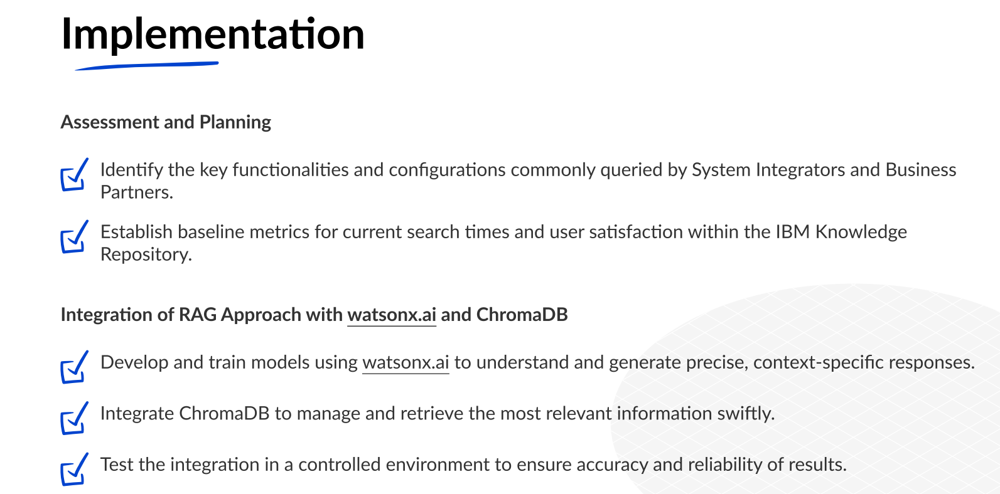 Implementation
Assessment and Planning
Identify the key functionalities and configurations commonly queried by System Integrators and Business
Partners.
Establish baseline metrics for current search times and user satisfaction within the IBM Knowledge
Repository.
Integration of RAG Approach with watsonx.ai and ChromaDB
Develop and train models using watsonx.ai to understand and generate precise, context-specific responses.
Integrate ChromaDB to manage and retrieve the most relevant information swiftly.
Test the integration in a controlled environment to ensure accuracy and reliability of results.